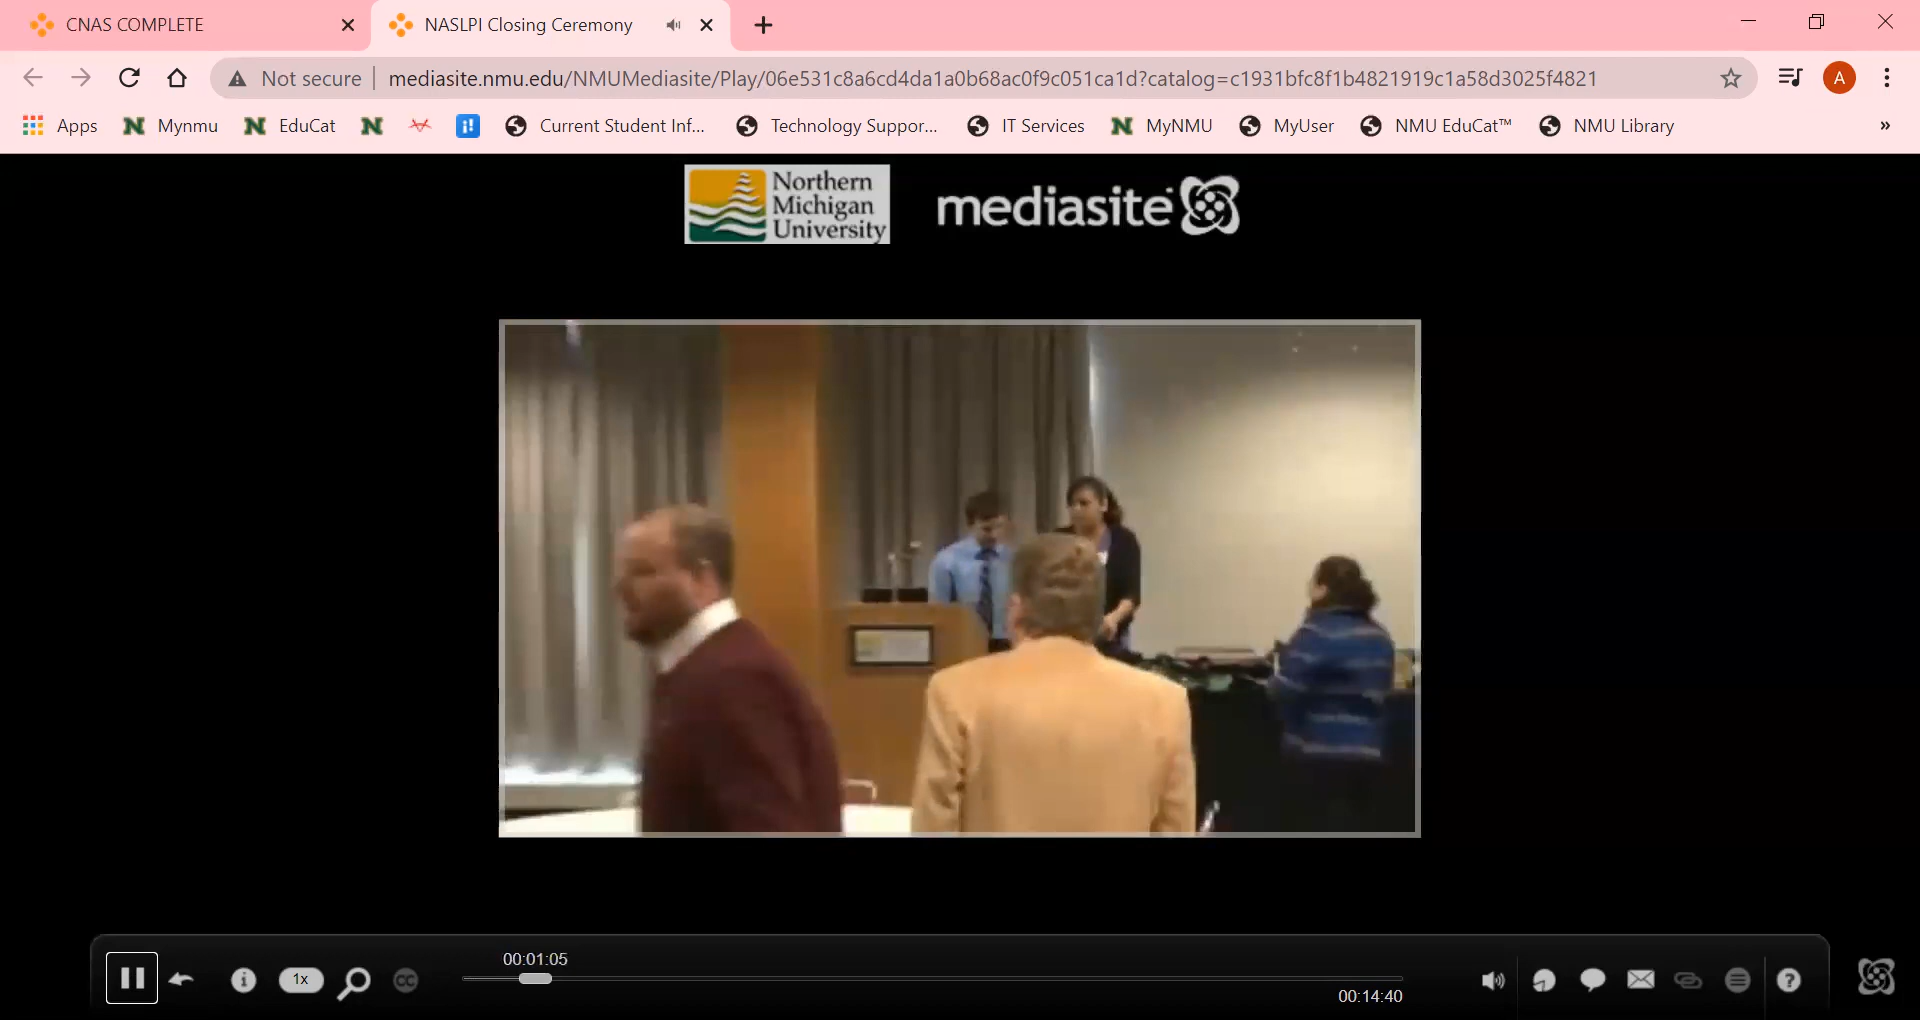 CNAS COMPLETE
NASLPI Closing Ceremony
Not secure
mediasite.nmu.edu/NMUMediasite/Play/06e531c8a6cd4da1a0b68ac0f9c051ca1d?catalog=c1931bfc8f1b4821919c1a58d3025f4821
A
Apps
Mynmu
EduCat
Current Student Inf...
Technology Suppor...
IT Services
MyNMU
MyUser
NMU EduCat™
NMU Library
»
Northern
Michigan
University
mediasite
00:01:05
1x
CC
00:14:40